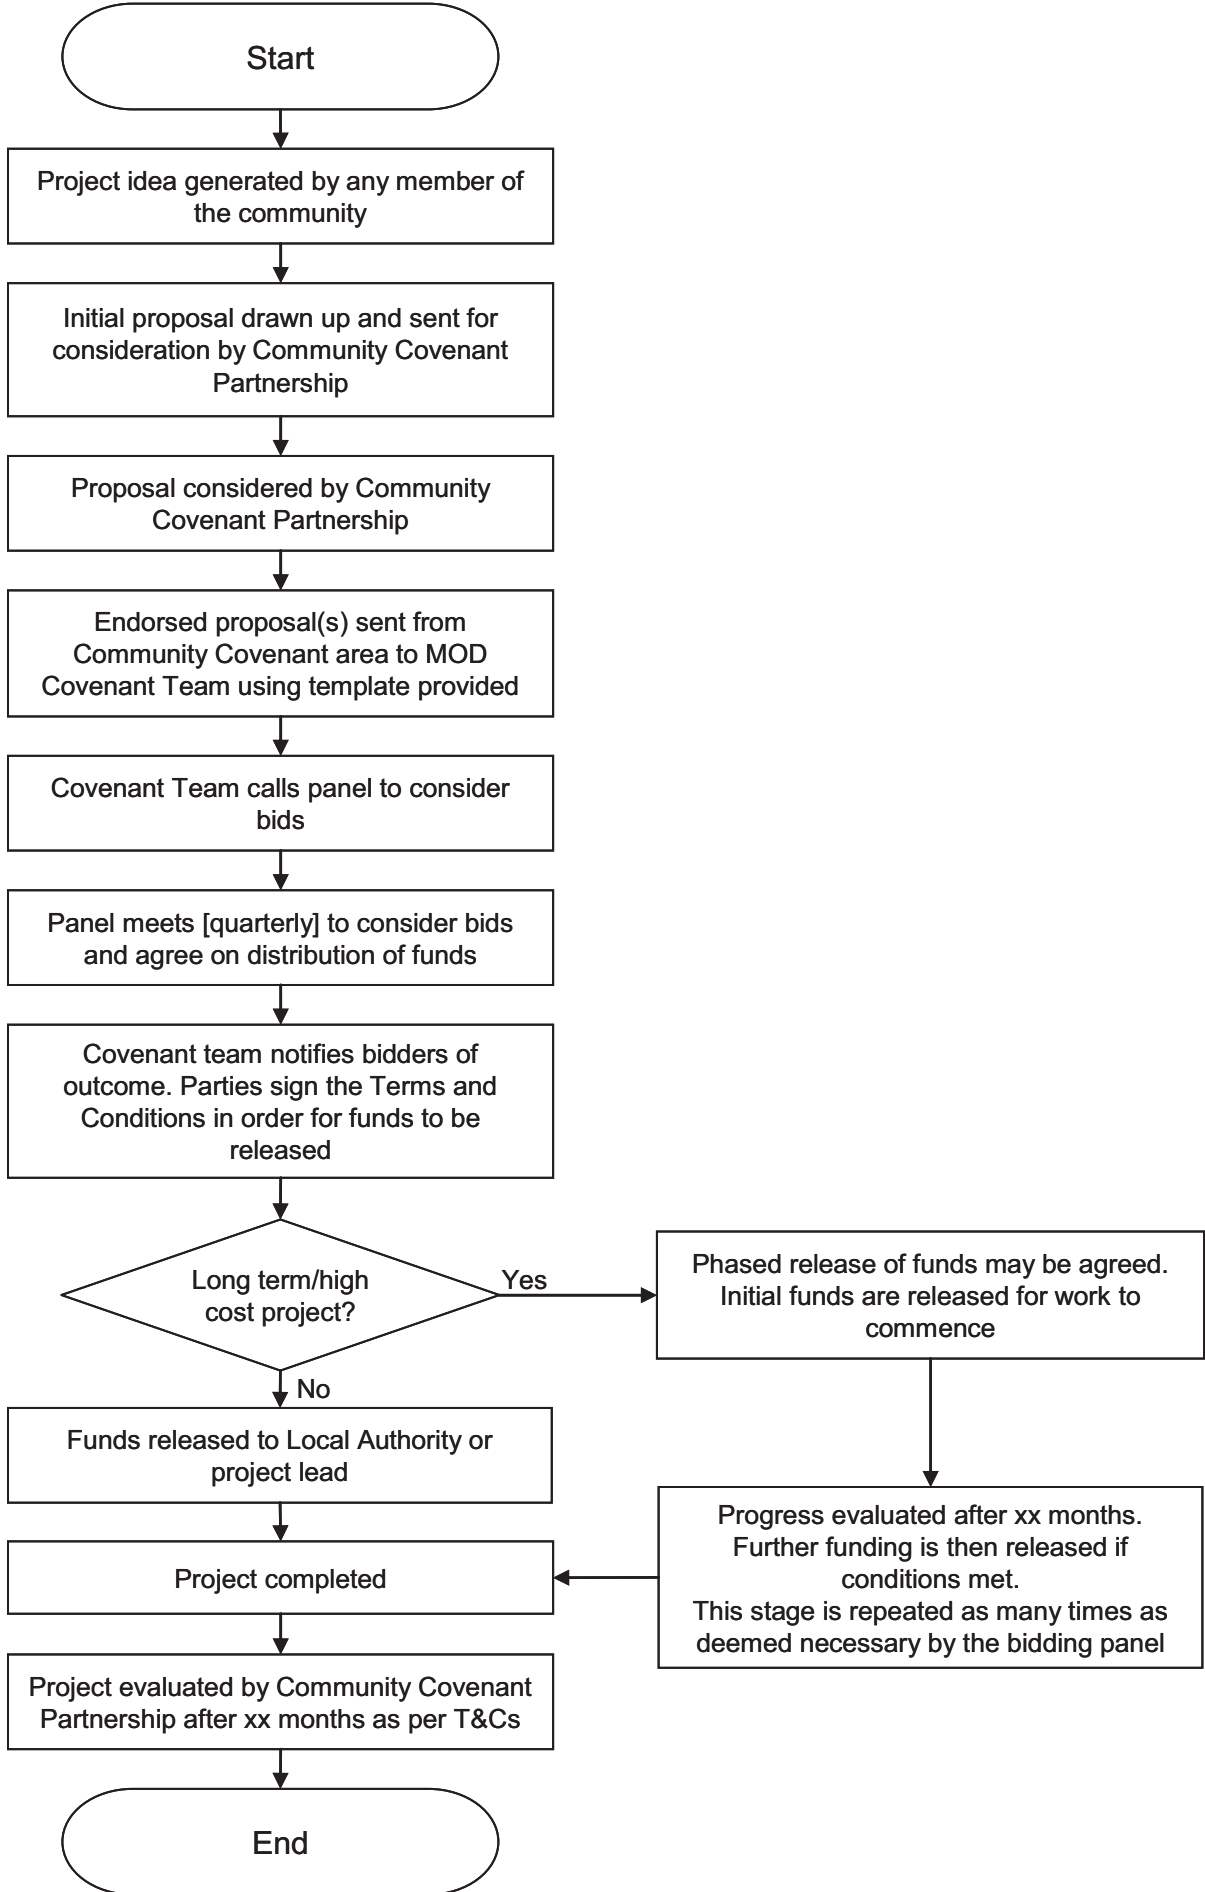 Start
Project idea generated by any member of
the community
Initial proposal drawn up and sent for
consideration by Community Covenant
Partnership
Proposal considered by Community
Covenant Partnership
Endorsed proposal(s) sent from
Community Covenant area to MOD
Covenant Team using template provided
Covenant Team calls panel to consider
bids
Panel meets [quarterly] to consider bids
and agree on distribution of funds
Covenant team notifies bidders of
outcome. Parties sign the Terms and
Conditions in order for funds to be
released
Long term/high
cost project?
Yes
Phased release of funds may be agreed.
Initial funds are released for work to
commence
No
Funds released to Local Authority or
project lead
Progress evaluated after xx months.
Further funding is then released if
conditions met.
This stage is repeated as many times as
deemed necessary by the bidding panel
Project completed
Project evaluated by Community Covenant
Partnership after xx months as per T&Cs
End